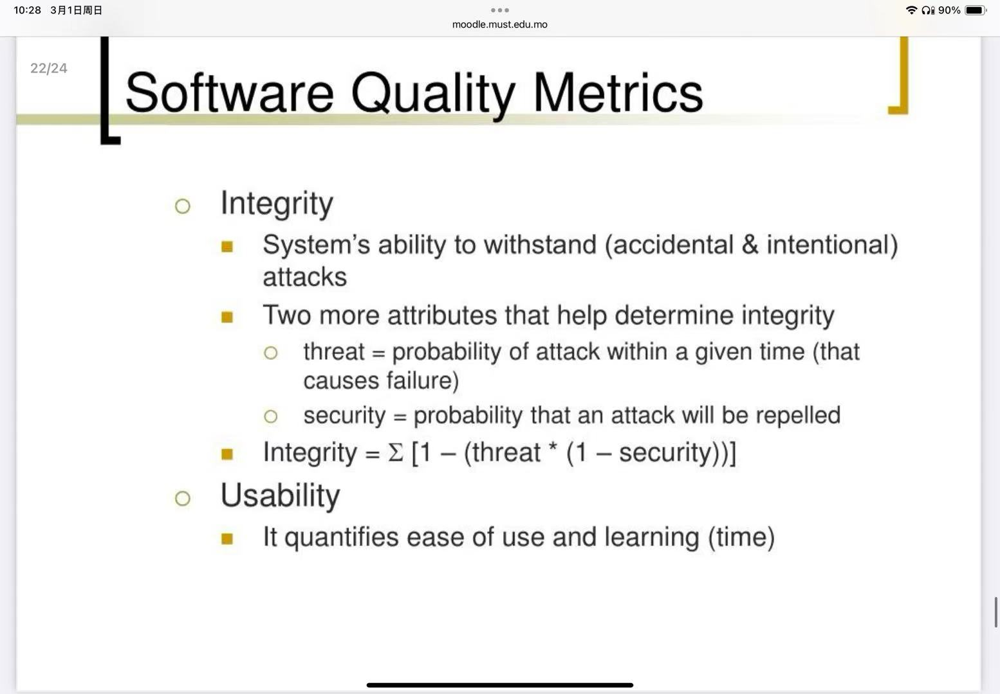 10:28 3月1日周日
90%
moodle.must.edu.mo
22/24
Software Quality Metrics
Integrity
System’s ability to withstand (accidental & intentional)
attacks
Two more attributes that help determine integrity
threat = probability of attack within a given time (that
causes failure)
security = probability that an attack will be repelled
Integrity = Σ [1 – (threat * (1 – security))]
Usability
It quantifies ease of use and learning (time)